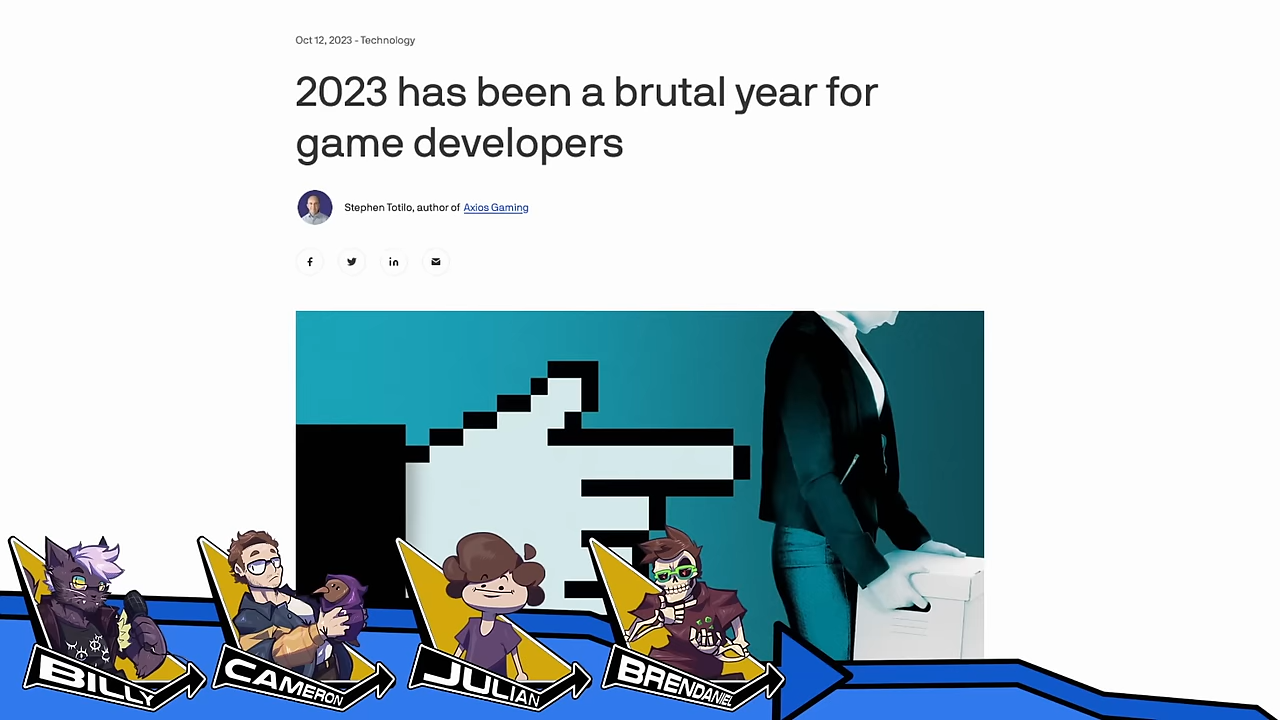 Oct 12, 2023 - Technology
2023 has been a brutal year for
game developers
Stephen Totilo, author of Axios Gaming
BILLY
CAMERON
JULIAN
BRENDANIEL